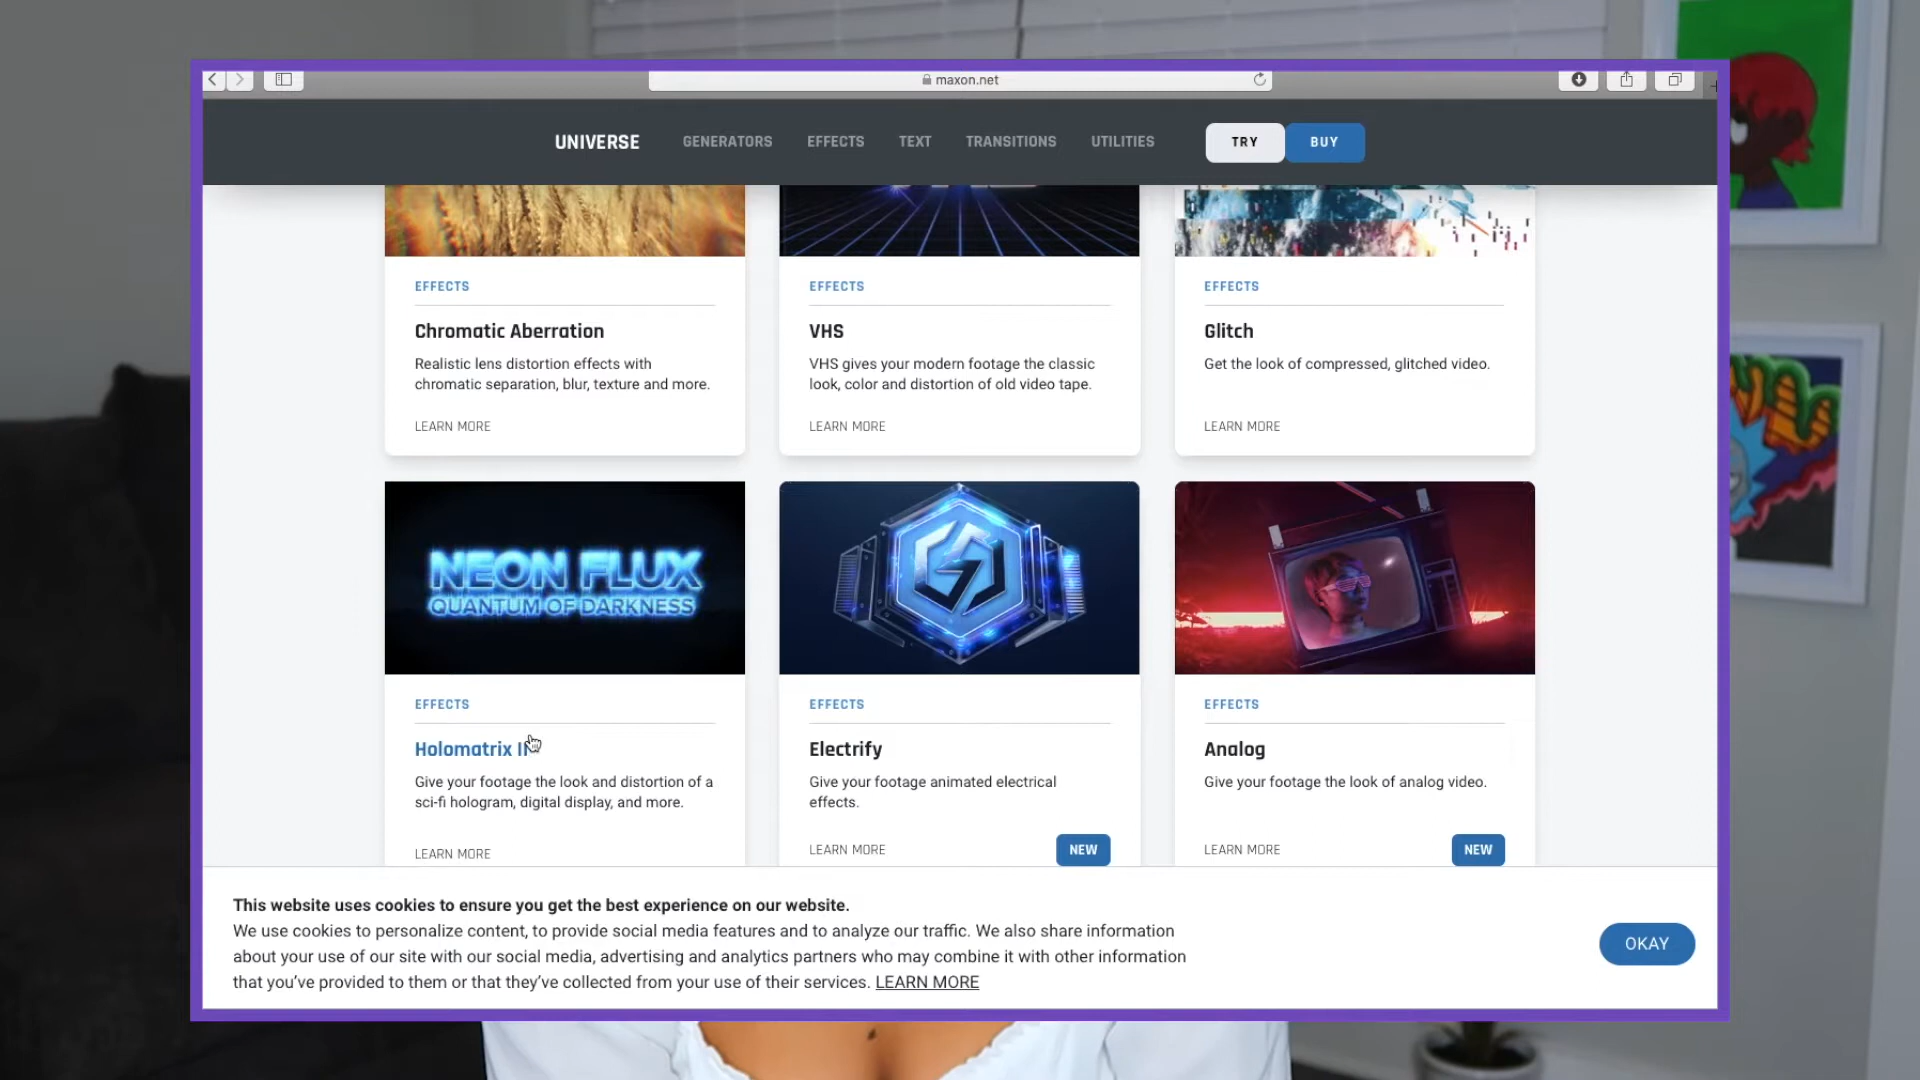 maxon.net
UNIVERSE GENERATORS EFFECTS TEXT TRANSITIONS UTILITIES TRY BUY
EFFECTS
Chromatic Aberration
Realistic lens distortion effects with
chromatic separation, blur, texture and more.
LEARN MORE
EFFECTS
VHS
VHS gives your modern footage the classic
look, color and distortion of old video tape.
LEARN MORE
EFFECTS
Glitch
Get the look of compressed, glitched video.
LEARN MORE
NEON FLUX
QUANTUM OF DARKNESS
EFFECTS
Holomatrix II
Give your footage the look and distortion of a
sci-fi hologram, digital display, and more.
LEARN MORE
EFFECTS
Electrify
Give your footage animated electrical
effects.
LEARN MORE NEW
EFFECTS
Analog
Give your footage the look of analog video.
LEARN MORE NEW
This website uses cookies to ensure you get the best experience on our website.
We use cookies to personalize content, to provide social media features and to analyze our traffic. We also share information
about your use of our site with our social media, advertising and analytics partners who may combine it with other information
that you've provided to them or that they've collected from your use of their services. LEARN MORE
OKAY